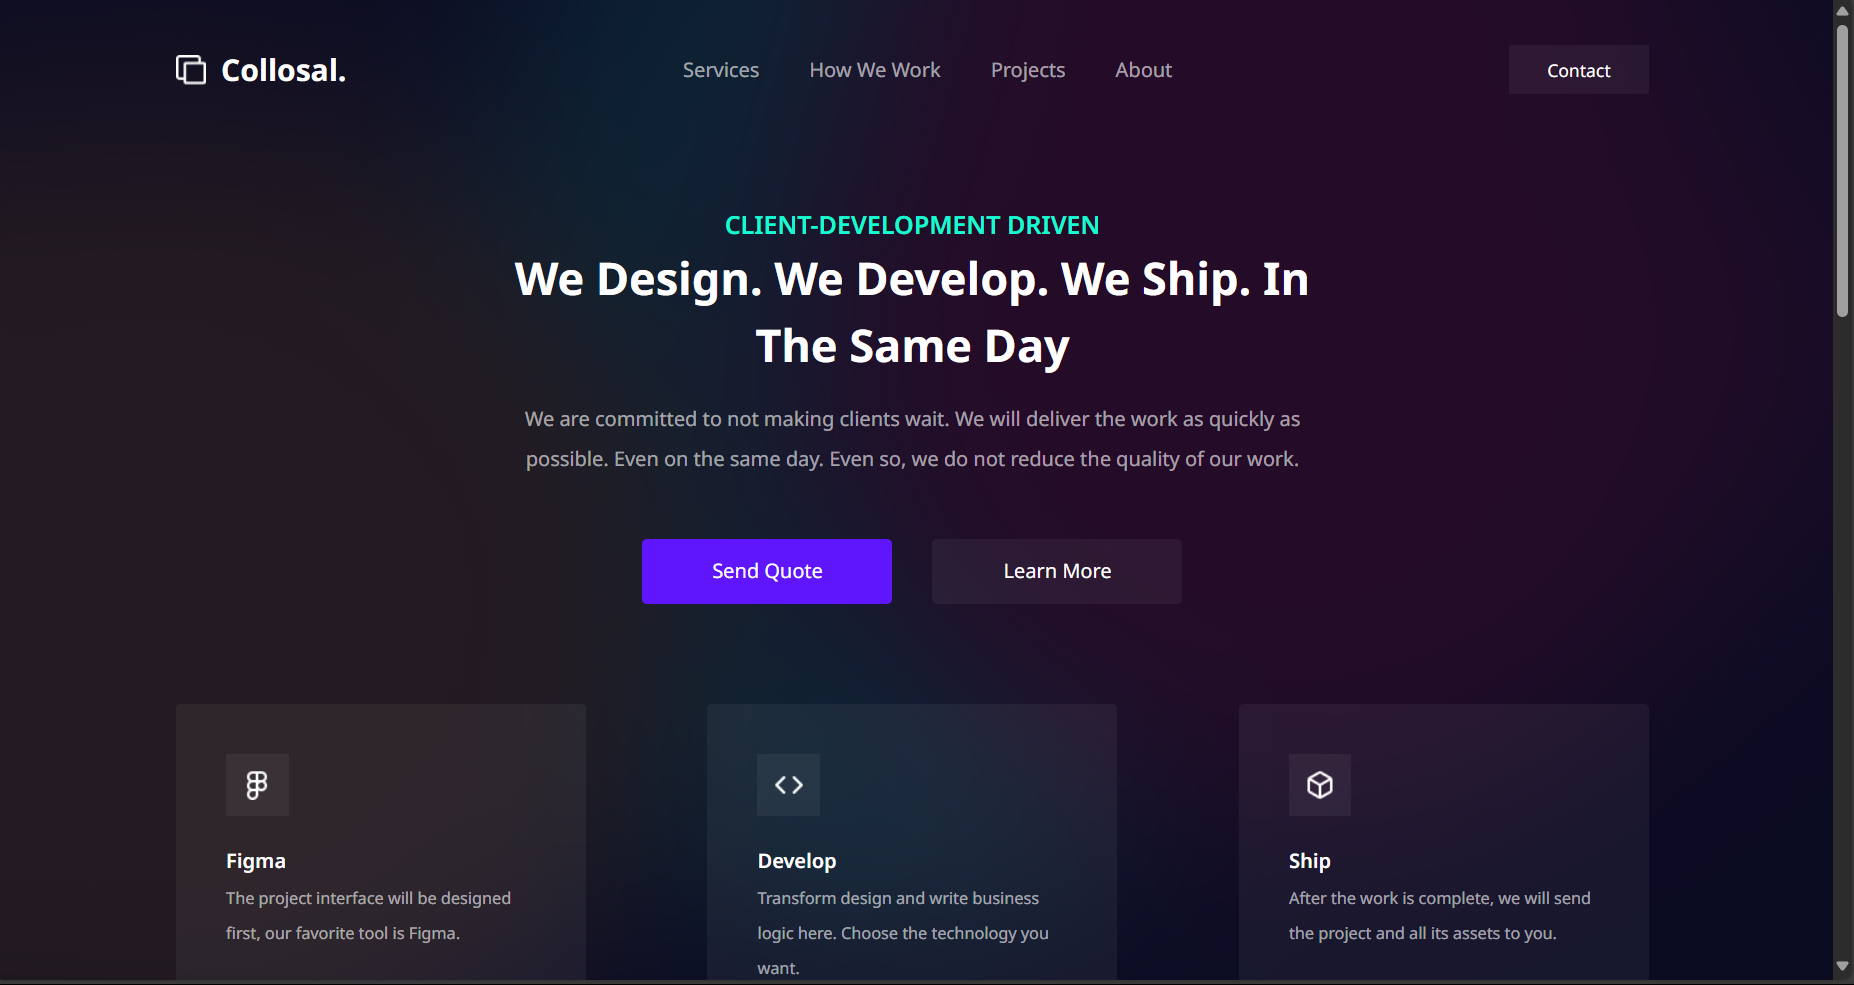 Collosal.
Services
How We Work
Projects
About
Contact
CLIENT-DEVELOPMENT DRIVEN
We Design. We Develop. We Ship. In
The Same Day
We are committed to not making clients wait. We will deliver the work as quickly as
possible. Even on the same day. Even so, we do not reduce the quality of our work.
Send Quote
Learn More
Figma
The project interface will be designed
first, our favorite tool is Figma.
Develop
Transform design and write business
logic here. Choose the technology you
want.
Ship
After the work is complete, we will send
the project and all its assets to you.